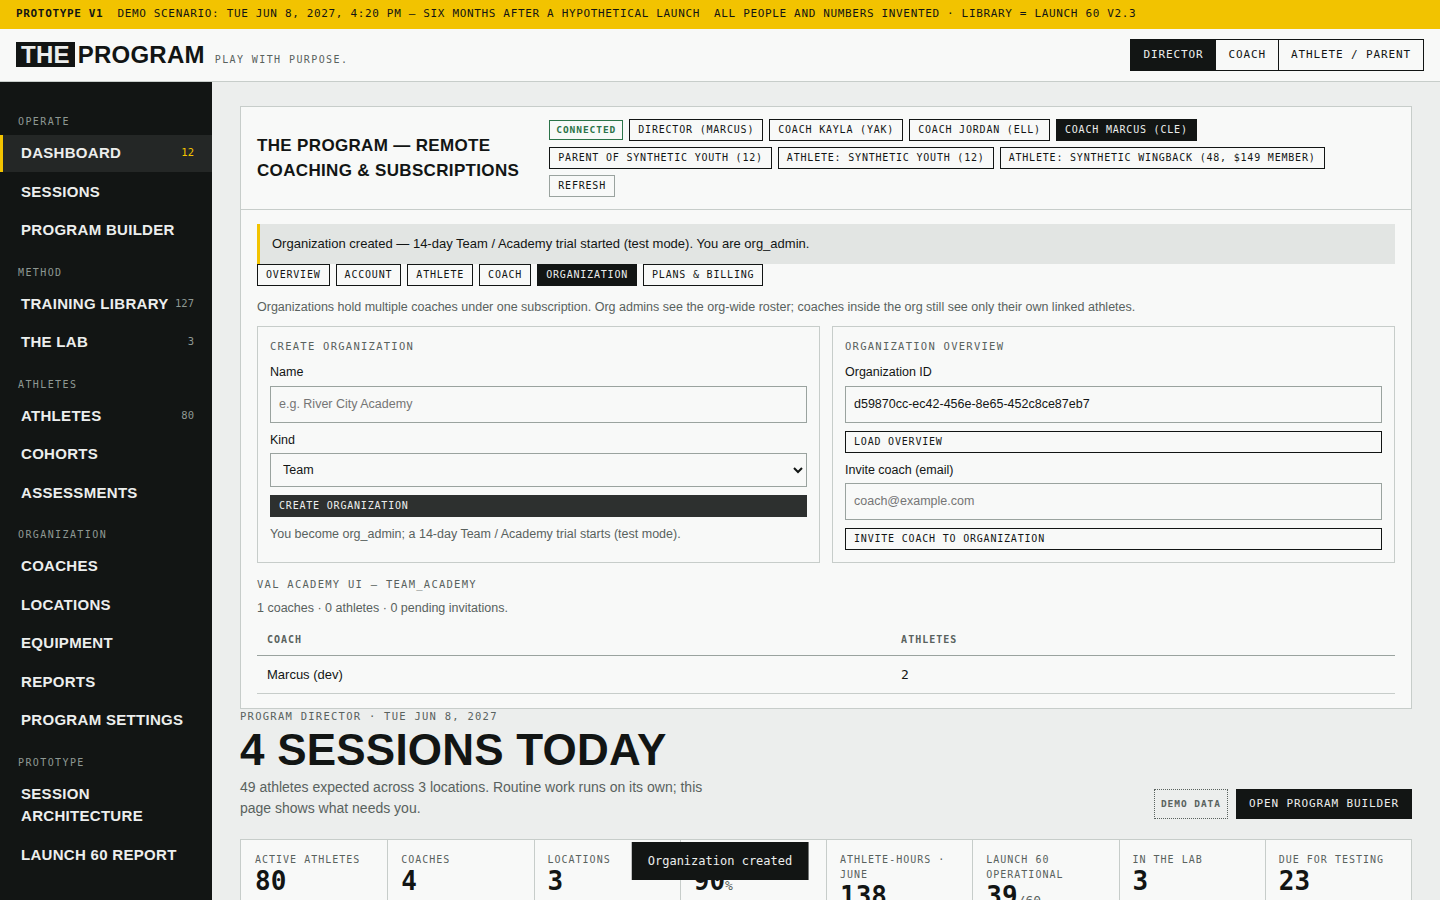 PROTOTYPE V1 DEMO SCENARIO: TUE JUN 8, 2027, 4:20 PM — SIX MONTHS AFTER A HYPOTHETICAL LAUNCH ALL PEOPLE AND NUMBERS INVENTED · LIBRARY = LAUNCH 60 V2.3
THE PROGRAM PLAY WITH PURPOSE.
DIRECTOR COACH ATHLETE / PARENT
OPERATE
DASHBOARD 12
SESSIONS
PROGRAM BUILDER
METHOD
TRAINING LIBRARY 127
THE LAB 3
ATHLETES
ATHLETES 80
COHORTS
ASSESSMENTS
ORGANIZATION
COACHES
LOCATIONS
EQUIPMENT
REPORTS
PROGRAM SETTINGS
PROTOTYPE
SESSION
ARCHITECTURE
LAUNCH 60 REPORT
THE PROGRAM — REMOTE
COACHING & SUBSCRIPTIONS
CONNECTED DIRECTOR (MARCUS) COACH KAYLA (YAK) COACH JORDAN (ELL) COACH MARCUS (CLE)
PARENT OF SYNTHETIC YOUTH (12) ATHLETE: SYNTHETIC YOUTH (12) ATHLETE: SYNTHETIC WINGBACK (48, $149 MEMBER)
REFRESH
Organization created — 14-day Team / Academy trial started (test mode). You are org_admin.
OVERVIEW ACCOUNT ATHLETE COACH ORGANIZATION PLANS & BILLING
Organizations hold multiple coaches under one subscription. Org admins see the org-wide roster; coaches inside the org still see only their own linked athletes.
CREATE ORGANIZATION
Name
e.g. River City Academy
Kind
Team
CREATE ORGANIZATION
You become org_admin; a 14-day Team / Academy trial starts (test mode).
ORGANIZATION OVERVIEW
Organization ID
d59870cc-ec42-456e-8e65-452c8ce87eb7
LOAD OVERVIEW
Invite coach (email)
coach@example.com
INVITE COACH TO ORGANIZATION
VAL ACADEMY UI — TEAM_ACADEMY
1 coaches · 0 athletes · 0 pending invitations.
COACH ATHLETES
Marcus (dev) 2
PROGRAM DIRECTOR · TUE JUN 8, 2027
4 SESSIONS TODAY
49 athletes expected across 3 locations. Routine work runs on its own; this
page shows what needs you.
DEMO DATA OPEN PROGRAM BUILDER
ACTIVE ATHLETES
80
COACHES
4
LOCATIONS
3
Organization created
90%
ATHLETE-HOURS ·
JUNE
138
LAUNCH 60
OPERATIONAL
39/60
IN THE LAB
3
DUE FOR TESTING
23